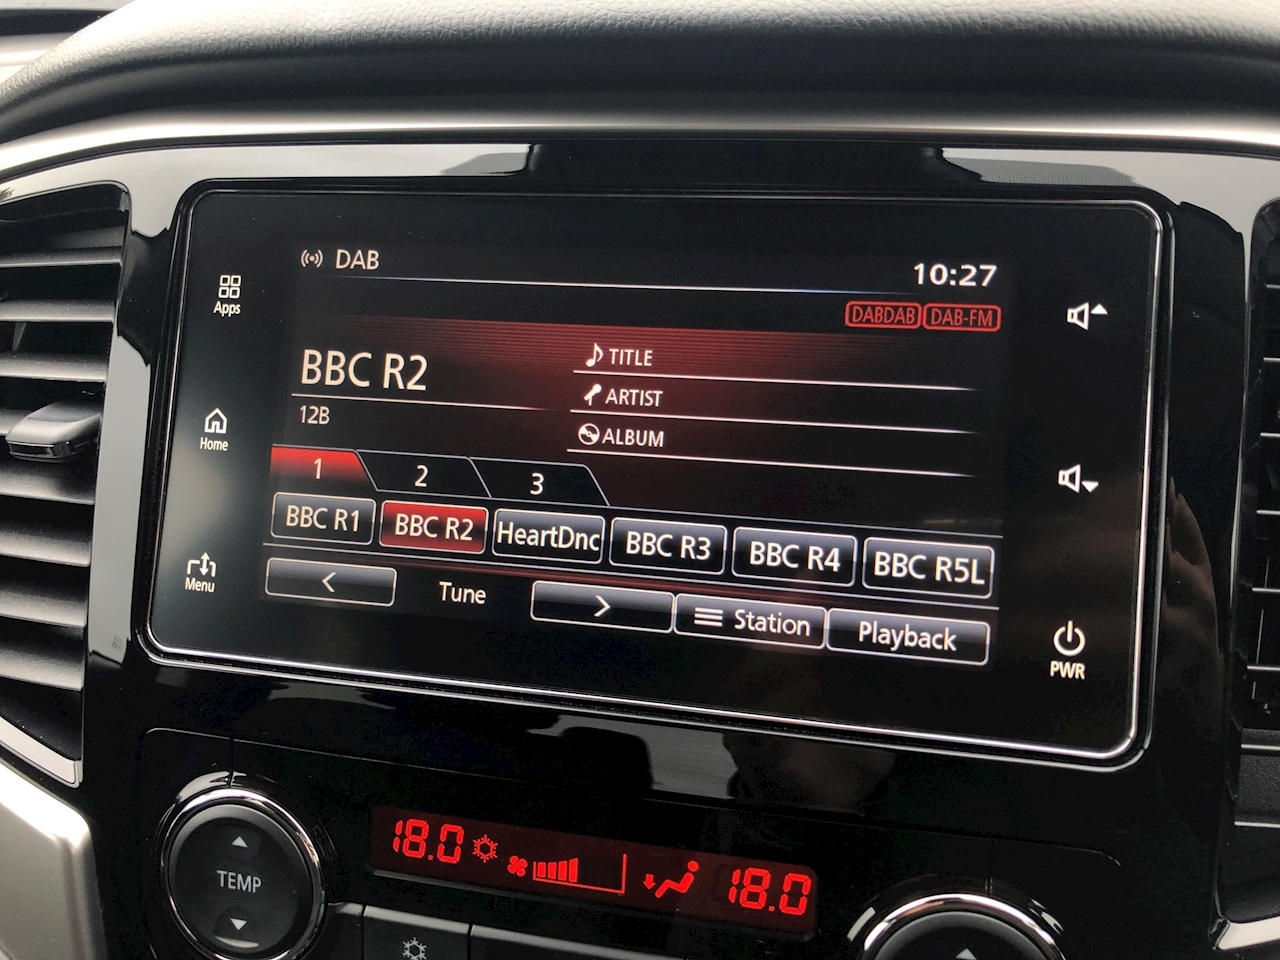 DAB
10:27
Apps
DABDAB DAB-FM
BBC R2
TITLE
ARTIST
12B
ALBUM
Home
1 2 3
BBC R1 BBC R2 HeartDnc BBC R3 BBC R4 BBC R5L
Menu
< Tune > Station Playback
PWR
18.0 18.0
TEMP